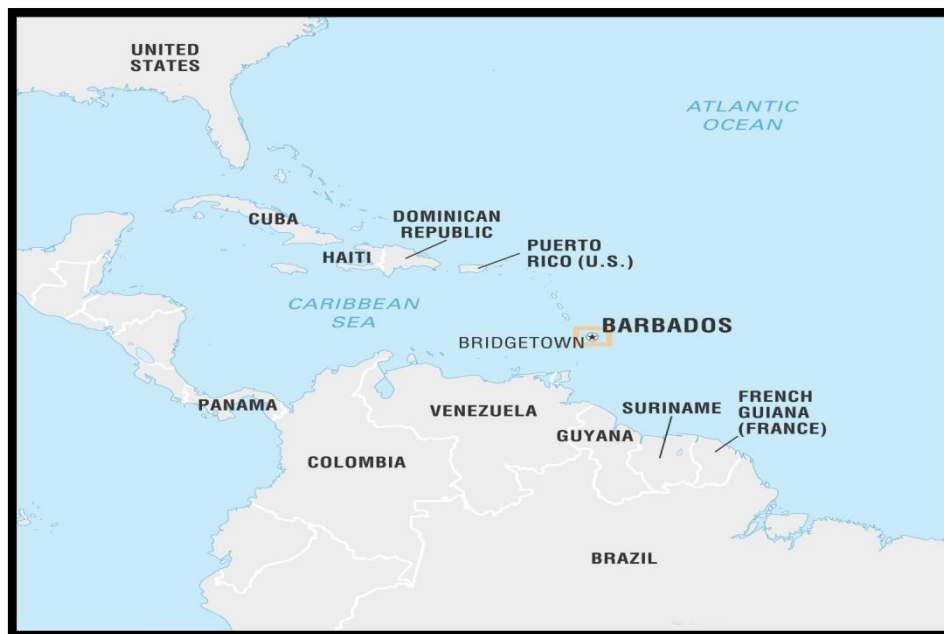 UNITED
STATES
ATLANTIC
OCEAN
CUBA
DOMINICAN
REPUBLIC
HAITI
PUERTO
RICO (U.S.)
CARIBBEAN
SEA
BARBADOS
BRIDGETOWN
PANAMA
VENEZUELA
SURINAME
FRENCH
GUIANA
(FRANCE)
GUYANA
COLOMBIA
BRAZIL